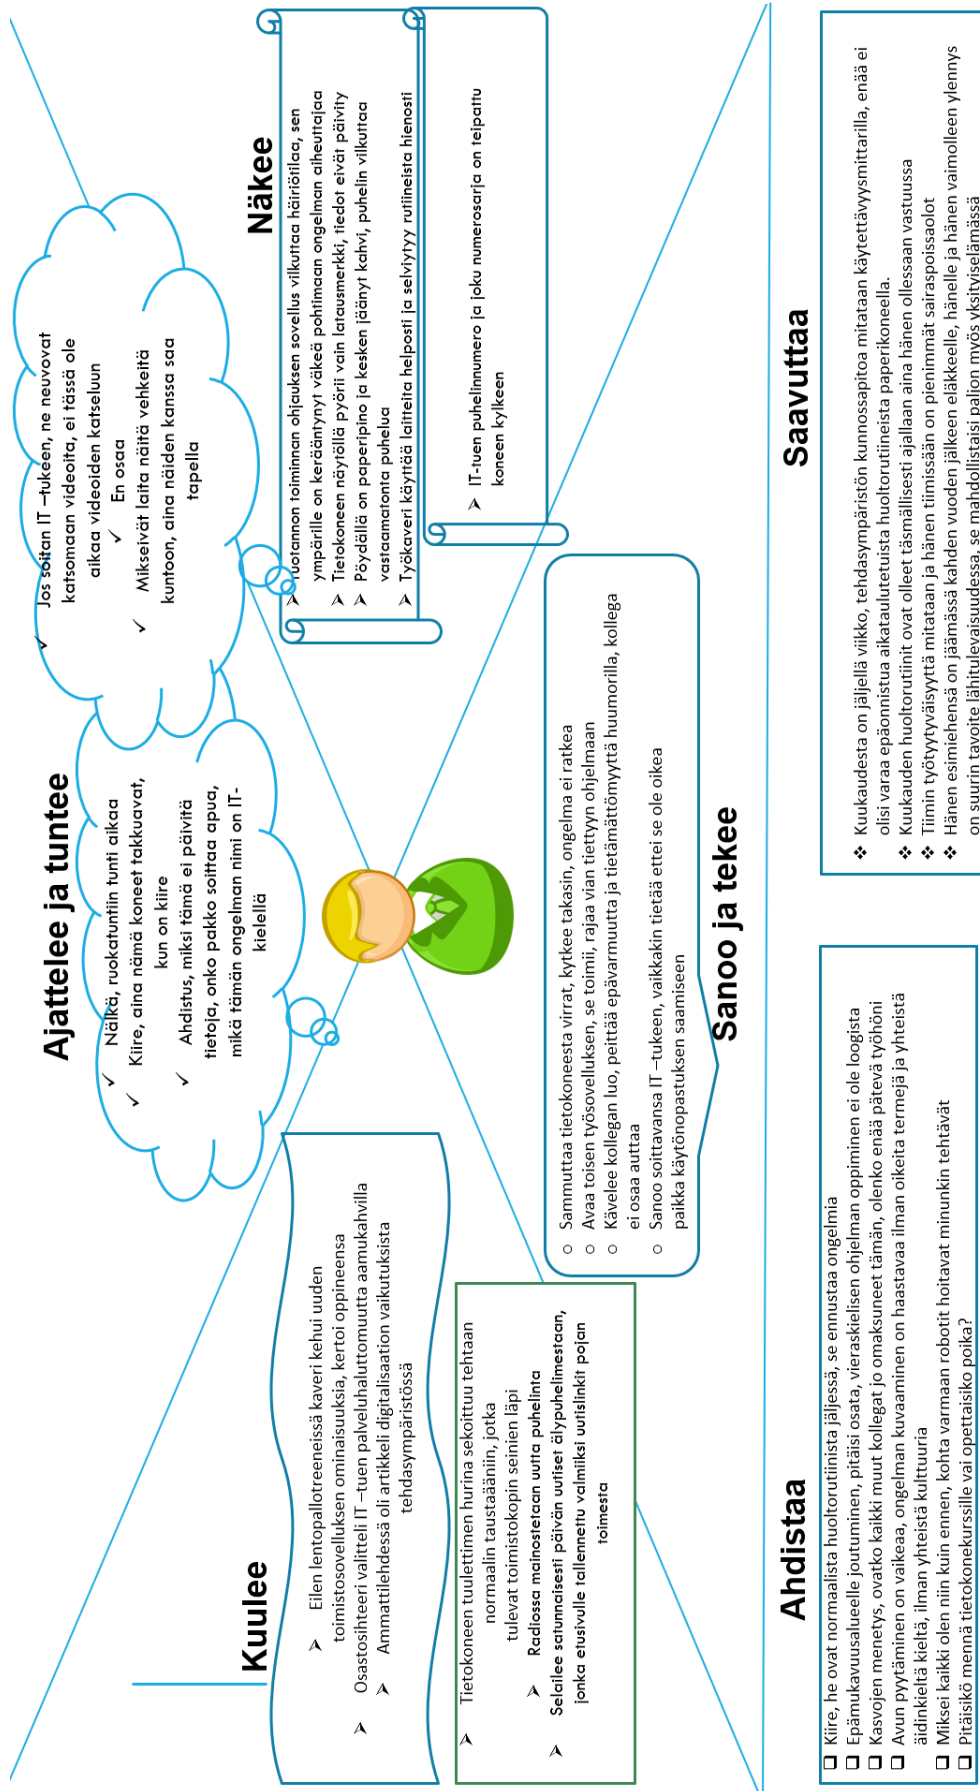 Ajattelee ja tuntee
✓ Nälkä, ruokatuntiin tunti aikaa
✓ Kiire, aina nämä koneet takuavat,
kun on kiire
✓ Ahdistus, miksi tämä ei päivitä
tietoja, onko pakko soittaa apua,
mikä tämän ongelman nimi on IT-
kielellä
✓ Jos soitan IT –tukeen, ne neuvovat
katsomaan videoita, ei tässä ole
aikaa videoiden katseluun
✓ En osaa
✓ Mikseivät laita näitä vehkeitä
kuntoon, aina näiden kanssa saa
tapella
Kuulee
➢ Eilen lentopallotreeneissä kaveri kehui uuden
toimistosovelluksen ominaisuuksia, kertoi oppineensa
➢ Osastosihteeri valitteli IT –tuen palveluhaluttomuutta aamukahvilla
➢ Ammattilehdessä oli artikkeli digitalisaation vaikutuksista
tehdasympäristössä
➢ Tietokoneen tuulettimen hurina sekoittuu tehtaan
normaalin taustaääniin, jotka
tulevat toimistokopin seinien läpi
➢ Radiossa mainostetaan uutta puhelinta
➢ Selailee satunnaisesti päivän uutiset älypuhelimestaan,
jonka etusivulle tallennettu valmiiksi uutislinkit pojan
toimesta
Näkee
➢ Tuotannon toiminnan ohjauksen sovellus vilkuttaa häiriötilaa, sen
ympärille on kerääntynyt väkeä pohtimaan ongelman aiheuttajaa
➢ Tietokoneen näytöllä pyörii vain latausmerkki, tiedot eivät päivity
➢ Pöydällä on paperipino ja kesken jäänyt kahvi, puhelin vilkuttaa
vastaamatonta puhelua
➢ Työkaveri käyttää laitteita helposti ja selviytyy rutiineista hienosti
➢ IT-tuen puhelinnumero ja joku numerosarja on teipattu
koneen kylkeen
○ Sammuttaa tietokoneesta virrat, kytkee takasin, ongelma ei ratkea
○ Avaa toisen työsovelluksen, se toimii, rajaa vian tiettyyn ohjelmaan
○ Kävelee kollegan luo, peittää epävarmuutta ja tietämättömyyttä huumorilla, kollega
ei osaa auttaa
○ Sanoo soittavansa IT –tukeen, vaikkakin tietää ettei se ole oikea
paikka käytönopastuksen saamiseen
Sanoo ja tekee
Ahdistaa
❑ Kiire, he ovat normaalista huoltorutiinista jäljessä, se ennustaa ongelmia
❑ Epämukavuusalueelle joutuminen, pitäisi osata, vieraskielisen ohjelman oppiminen ei ole loogista
❑ Kasvojen menetys, ovatko kaikki muut kollegat jo omaksuneet tämän, olenko enää pätevä työhöni
❑ Avun pyytäminen on vaikeaa, ongelman kuvaaminen on haastavaa ilman oikeita termejä ja yhteistä
äidinkieltä kieltä, ilman yhteistä kulttuuria
❑ Miksei kaikki olen niin kuin ennen, kohta varmaan robotit hoitavat minunkin tehtävät
❑ Pitäisikö mennä tietokonekurssille vai opettaisiko poika?
Saavuttaa
❖ Kuukaudesta on jäljellä viikko, tehdasympäristön kunnossapitoa mitataan käytettävyysmittarilla, enää ei
olisi varaa epäonnistua aikataulutetuista huoltorutiineista paperikoneella.
❖ Kuukauden huoltorutiinit ovat olleet täsmällisesti ajallaan aina hänen ollessaan vastuussa
❖ Tiimin työtyytyväisyyttä mitataan ja hänen tiimissään on pienimmät sairaspoissaolot
❖ Hänen esimiehensä on jäämässä kahden vuoden jälkeen eläkkeelle, hänelle ja hänen vaimolleen ylennys
on suurin tavoite lähitulevaisuudessa, se mahdollistaisi paljon myös yksityiselämässä